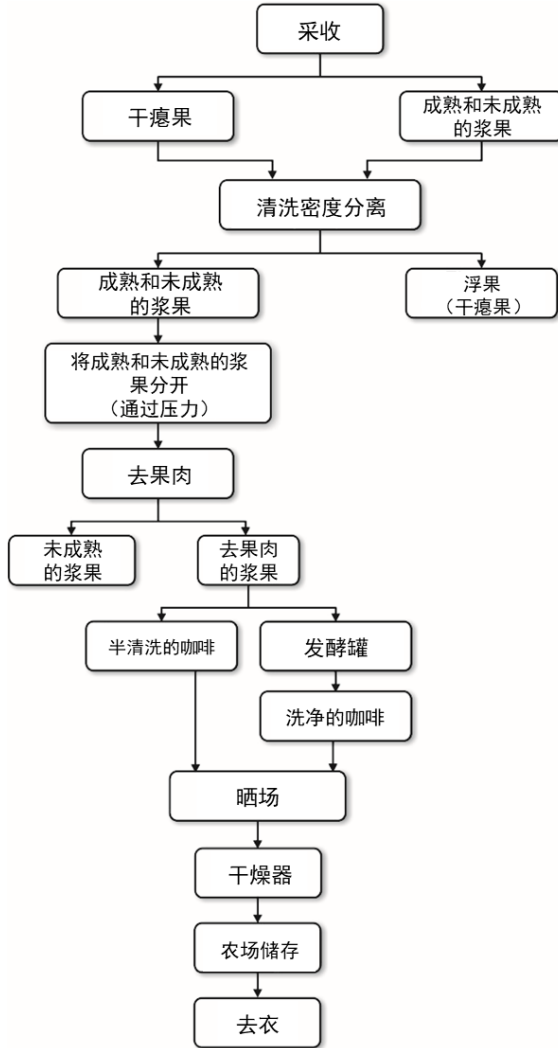 采收
干瘪果
成熟和未成熟
的浆果
清洗密度分离
成熟和未成熟
的浆果
浮果
（干瘪果）
将成熟和未成熟的浆
果分开
（通过压力）
去果肉
未成熟
的浆果
去果肉
的浆果
半清洗的咖啡
发酵罐
洗净的咖啡
晒场
干燥器
农场储存
去衣